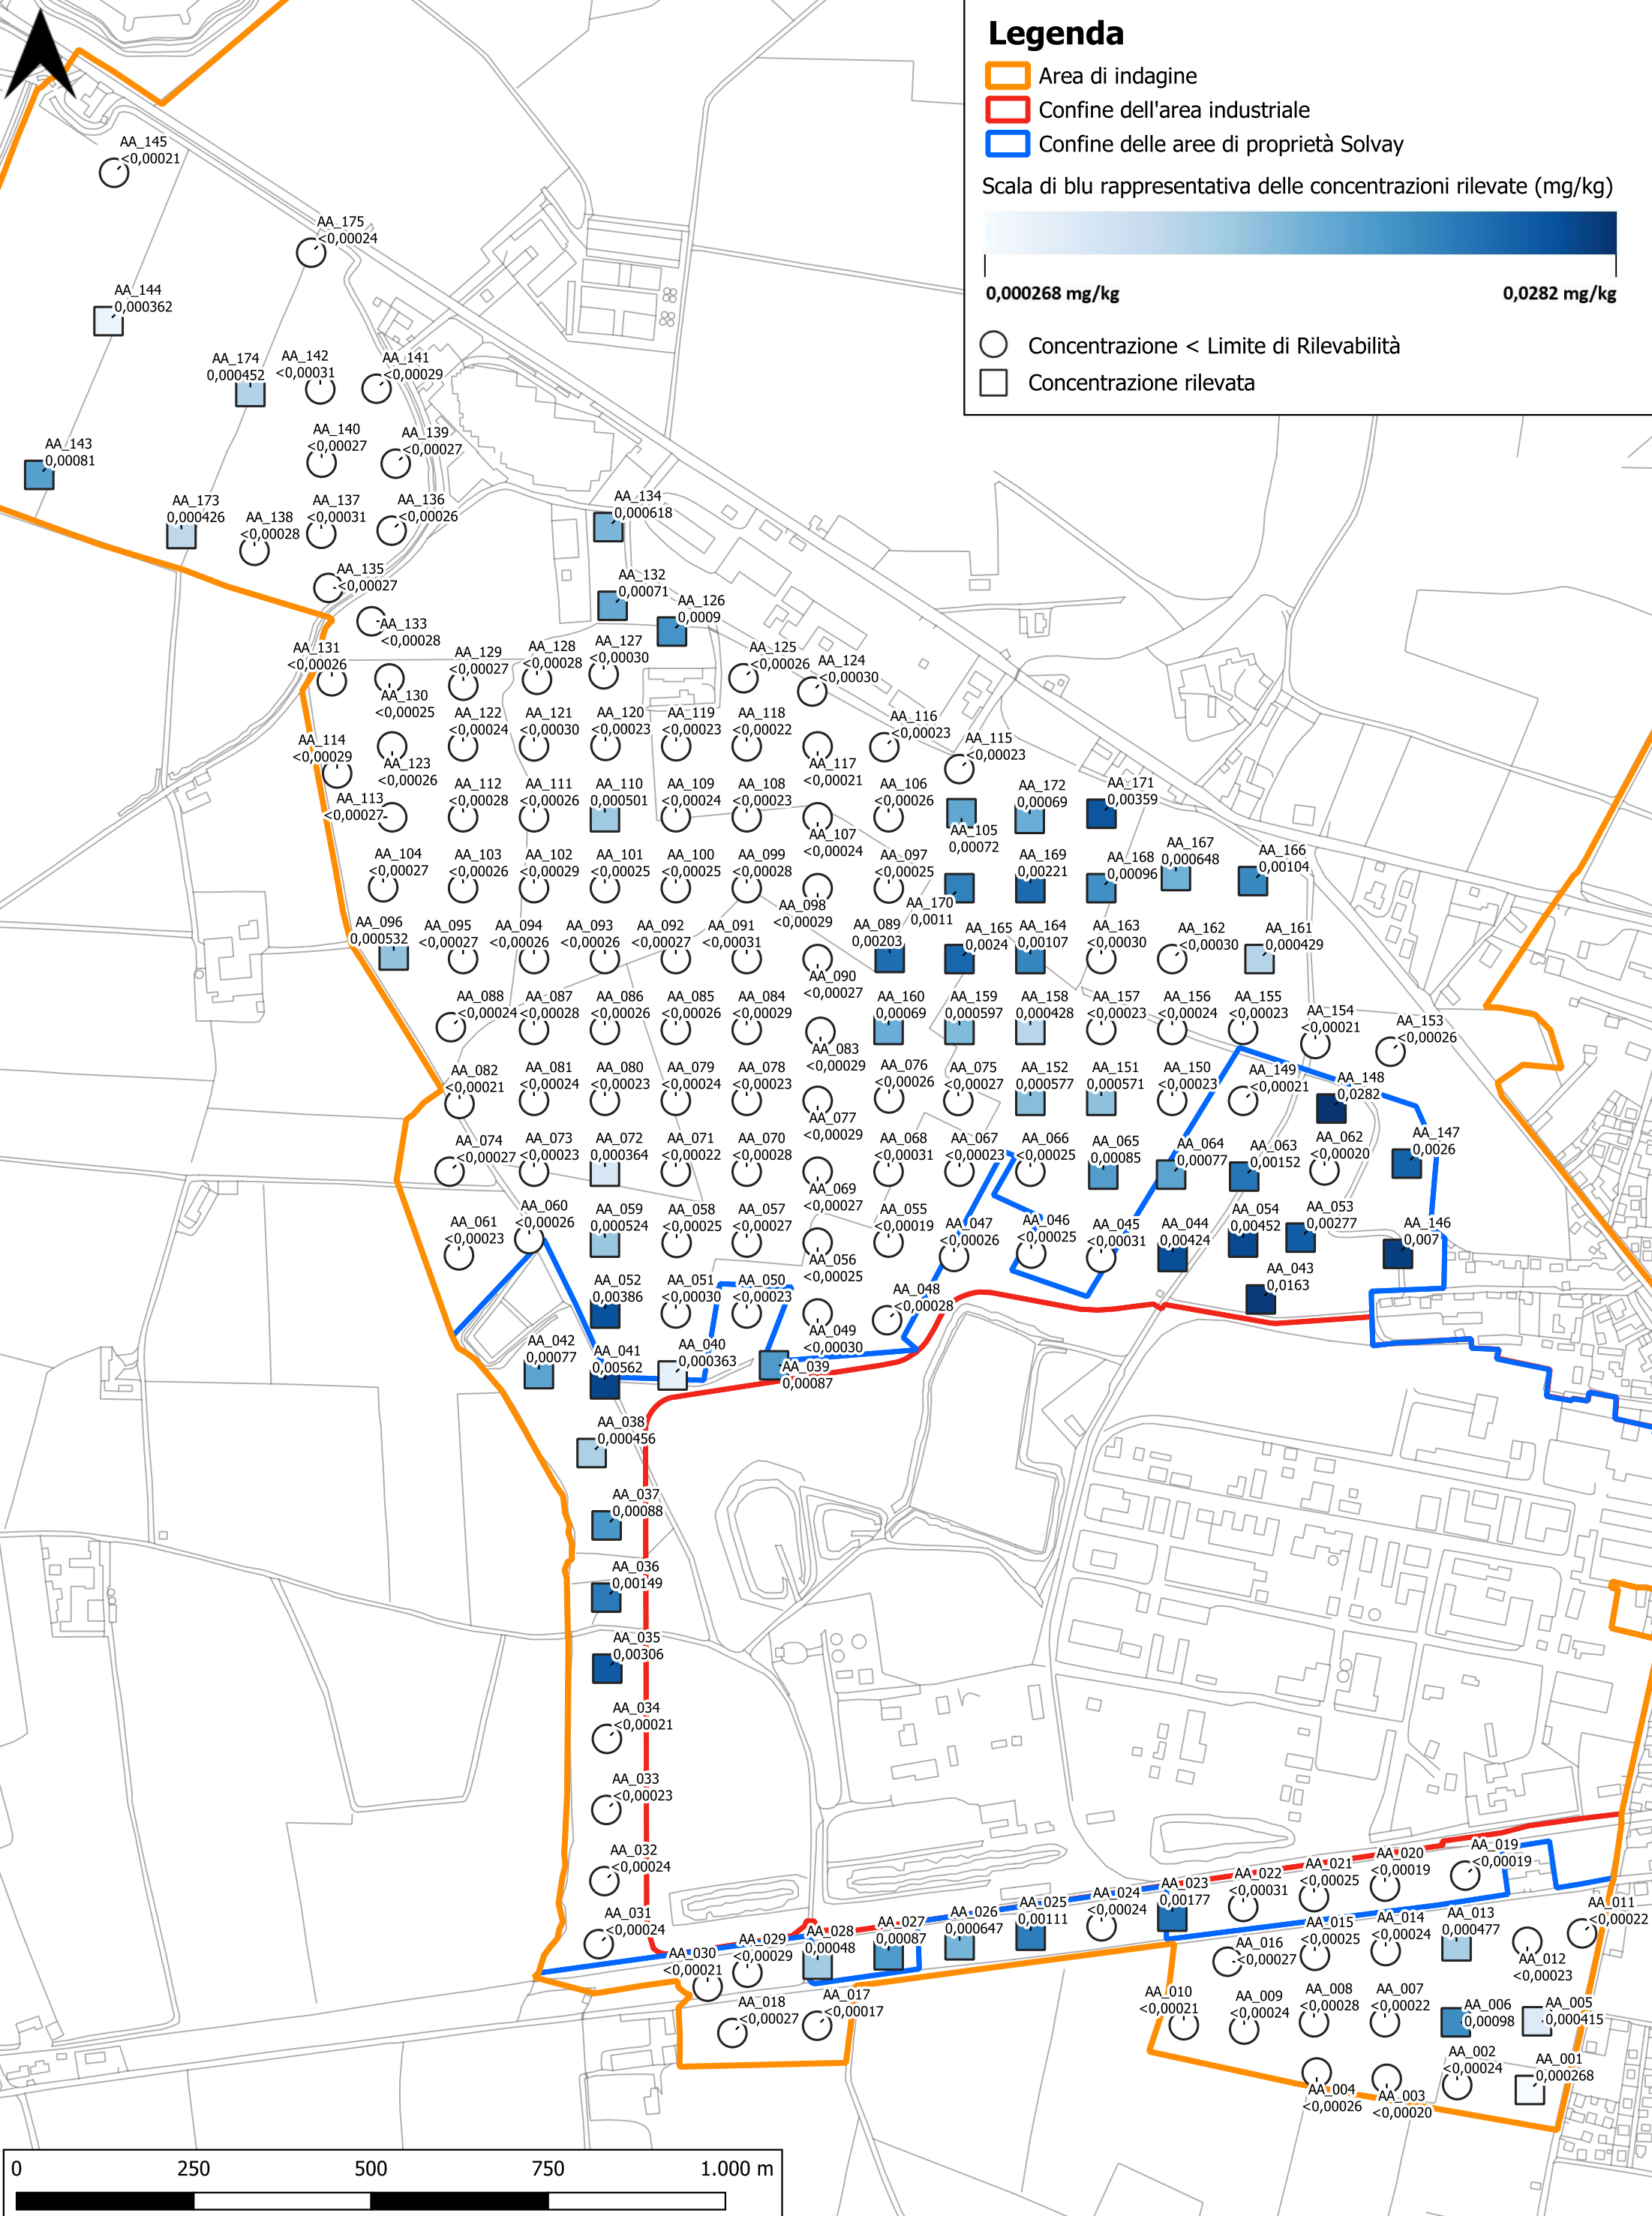 Legenda
Area di indagine
Confine dell'area industriale
Confine delle aree di proprietà Solvay
Scala di blu rappresentativa delle concentrazioni rilevate (mg/kg)
0,000268 mg/kg
0,0282 mg/kg
Concentrazione < Limite di Rilevabilità
Concentrazione rilevata
AA_145
<0,00021
AA_175
<0,00024
AA_144
0,000362
AA_174
0,000452
AA_142
<0,00031
AA_141
<0,00029
AA_143
0,00081
AA_140
<0,00027
AA_139
<0,00027
AA_173
0,000426
AA_138
<0,00028
AA_137
<0,00031
AA_136
<0,00026
AA_134
0,000618
AA_135
<0,00027
AA_132
0,00071
AA_126
0,0009
AA_133
<0,00028
AA_131
<0,00026
AA_130
<0,00025
AA_129
<0,00027
AA_128
<0,00028
AA_127
<0,00030
AA_125
<0,00026
AA_124
<0,00030
AA_114
<0,00029
AA_123
<0,00026
AA_122
<0,00024
AA_121
<0,00030
AA_120
<0,00023
AA_119
<0,00023
AA_118
<0,00022
AA_117
<0,00021
AA_116
<0,00023
AA_115
<0,00023
AA_113
<0,00027
AA_112
<0,00028
AA_111
<0,00026
AA_110
0,000501
AA_109
<0,00024
AA_108
<0,00023
AA_107
<0,00024
AA_106
<0,00026
AA_105
0,00072
AA_172
0,00069
AA_171
0,00359
AA_104
<0,00027
AA_103
<0,00026
AA_102
<0,00029
AA_101
<0,00025
AA_100
<0,00025
AA_099
<0,00028
AA_098
<0,00029
AA_097
<0,00025
AA_170
0,0011
AA_169
0,00221
AA_168
0,00096
AA_167
0,000648
AA_166
0,00104
AA_096
0,000532
AA_095
<0,00027
AA_094
<0,00026
AA_093
<0,00026
AA_092
<0,00027
AA_091
<0,00031
AA_090
<0,00027
AA_089
0,00203
AA_165
0,0024
AA_164
0,00107
AA_163
<0,00030
AA_162
<0,00030
AA_161
0,000429
AA_088
<0,00024
AA_087
<0,00028
AA_086
<0,00026
AA_085
<0,00026
AA_084
<0,00029
AA_083
<0,00029
AA_160
0,00069
AA_159
0,000597
AA_158
0,000428
AA_157
<0,00023
AA_156
<0,00024
AA_155
<0,00023
AA_154
<0,00021
AA_153
<0,00026
AA_082
<0,00021
AA_081
<0,00024
AA_080
<0,00023
AA_079
<0,00024
AA_078
<0,00023
AA_077
<0,00029
AA_076
<0,00026
AA_075
<0,00027
AA_152
0,000577
AA_151
0,000571
AA_150
<0,00023
AA_149
<0,00021
AA_148
0,0282
AA_074
<0,00027
AA_073
<0,00023
AA_072
0,000364
AA_071
<0,00022
AA_070
<0,00028
AA_069
<0,00027
AA_068
<0,00031
AA_067
<0,00023
AA_066
<0,00025
AA_065
0,00085
AA_064
0,00077
AA_063
0,00152
AA_062
<0,00020
AA_147
0,0026
AA_061
<0,00023
AA_060
<0,00026
AA_059
0,000524
AA_058
<0,00025
AA_057
<0,00027
AA_056
<0,00025
AA_055
<0,00019
AA_047
<0,00026
AA_046
<0,00025
AA_045
<0,00031
AA_044
0,00424
AA_054
0,00452
AA_053
0,00277
AA_146
0,007
AA_043
0,0163
AA_052
0,00386
AA_051
<0,00030
AA_050
<0,00023
AA_049
<0,00030
AA_048
<0,00028
AA_042
0,00077
AA_041
0,00562
AA_040
0,000363
AA_039
0,00087
AA_038
0,000456
AA_037
0,00088
AA_036
0,00149
AA_035
0,00306
AA_034
<0,00021
AA_033
<0,00023
AA_032
<0,00024
AA_031
<0,00024
AA_030
<0,00021
AA_029
<0,00029
AA_028
0,00048
AA_027
0,00087
AA_026
0,000647
AA_025
0,00111
AA_024
<0,00024
AA_023
0,00177
AA_022
<0,00031
AA_021
<0,00025
AA_020
<0,00019
AA_019
<0,00019
AA_018
<0,00027
AA_017
<0,00017
AA_016
<0,00027
AA_015
<0,00025
AA_014
<0,00024
AA_013
0,000477
AA_012
<0,00023
AA_011
<0,00022
AA_010
<0,00021
AA_009
<0,00024
AA_008
<0,00028
AA_007
<0,00022
AA_006
0,00098
AA_005
0,000415
AA_004
<0,00026
AA_003
<0,00020
AA_002
<0,00024
AA_001
0,000268
0 250 500 750 1.000 m